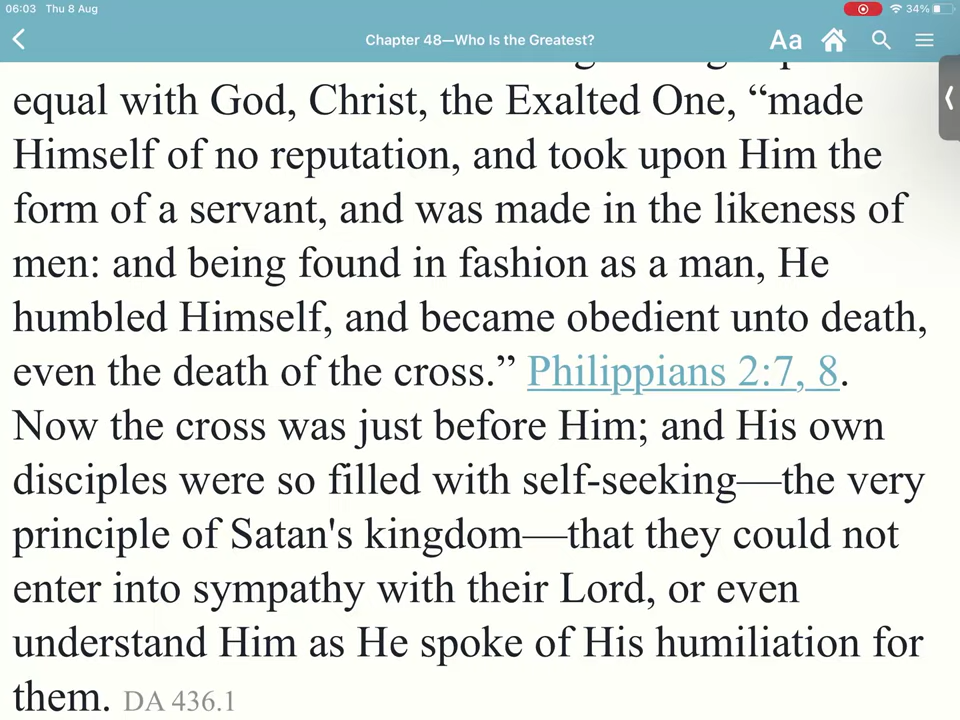 06:03 Thu 8 Aug 34%
Chapter 48—Who Is the Greatest? Aa
equal with God, Christ, the Exalted One, “made
Himself of no reputation, and took upon Him the
form of a servant, and was made in the likeness of
men: and being found in fashion as a man, He
humbled Himself, and became obedient unto death,
even the death of the cross.” Philippians 2:7, 8.
Now the cross was just before Him; and His own
disciples were so filled with self-seeking—the very
principle of Satan's kingdom—that they could not
enter into sympathy with their Lord, or even
understand Him as He spoke of His humiliation for
them. DA 436.1